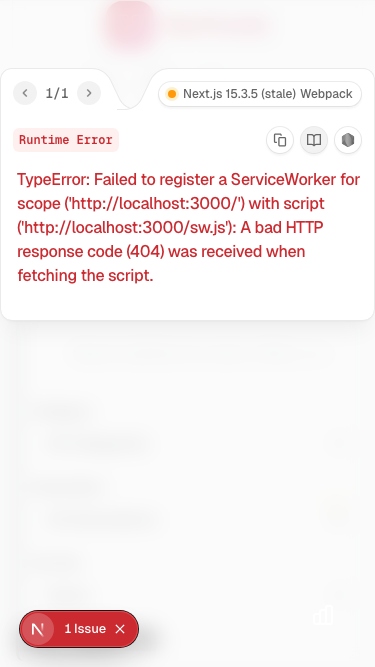 1/1
Next.js 15.3.5 (stale) Webpack
Runtime Error
TypeError: Failed to register a ServiceWorker for
scope ('http://localhost:3000/') with script
('http://localhost:3000/sw.js'): A bad HTTP
response code (404) was received when
fetching the script.
N
1 Issue